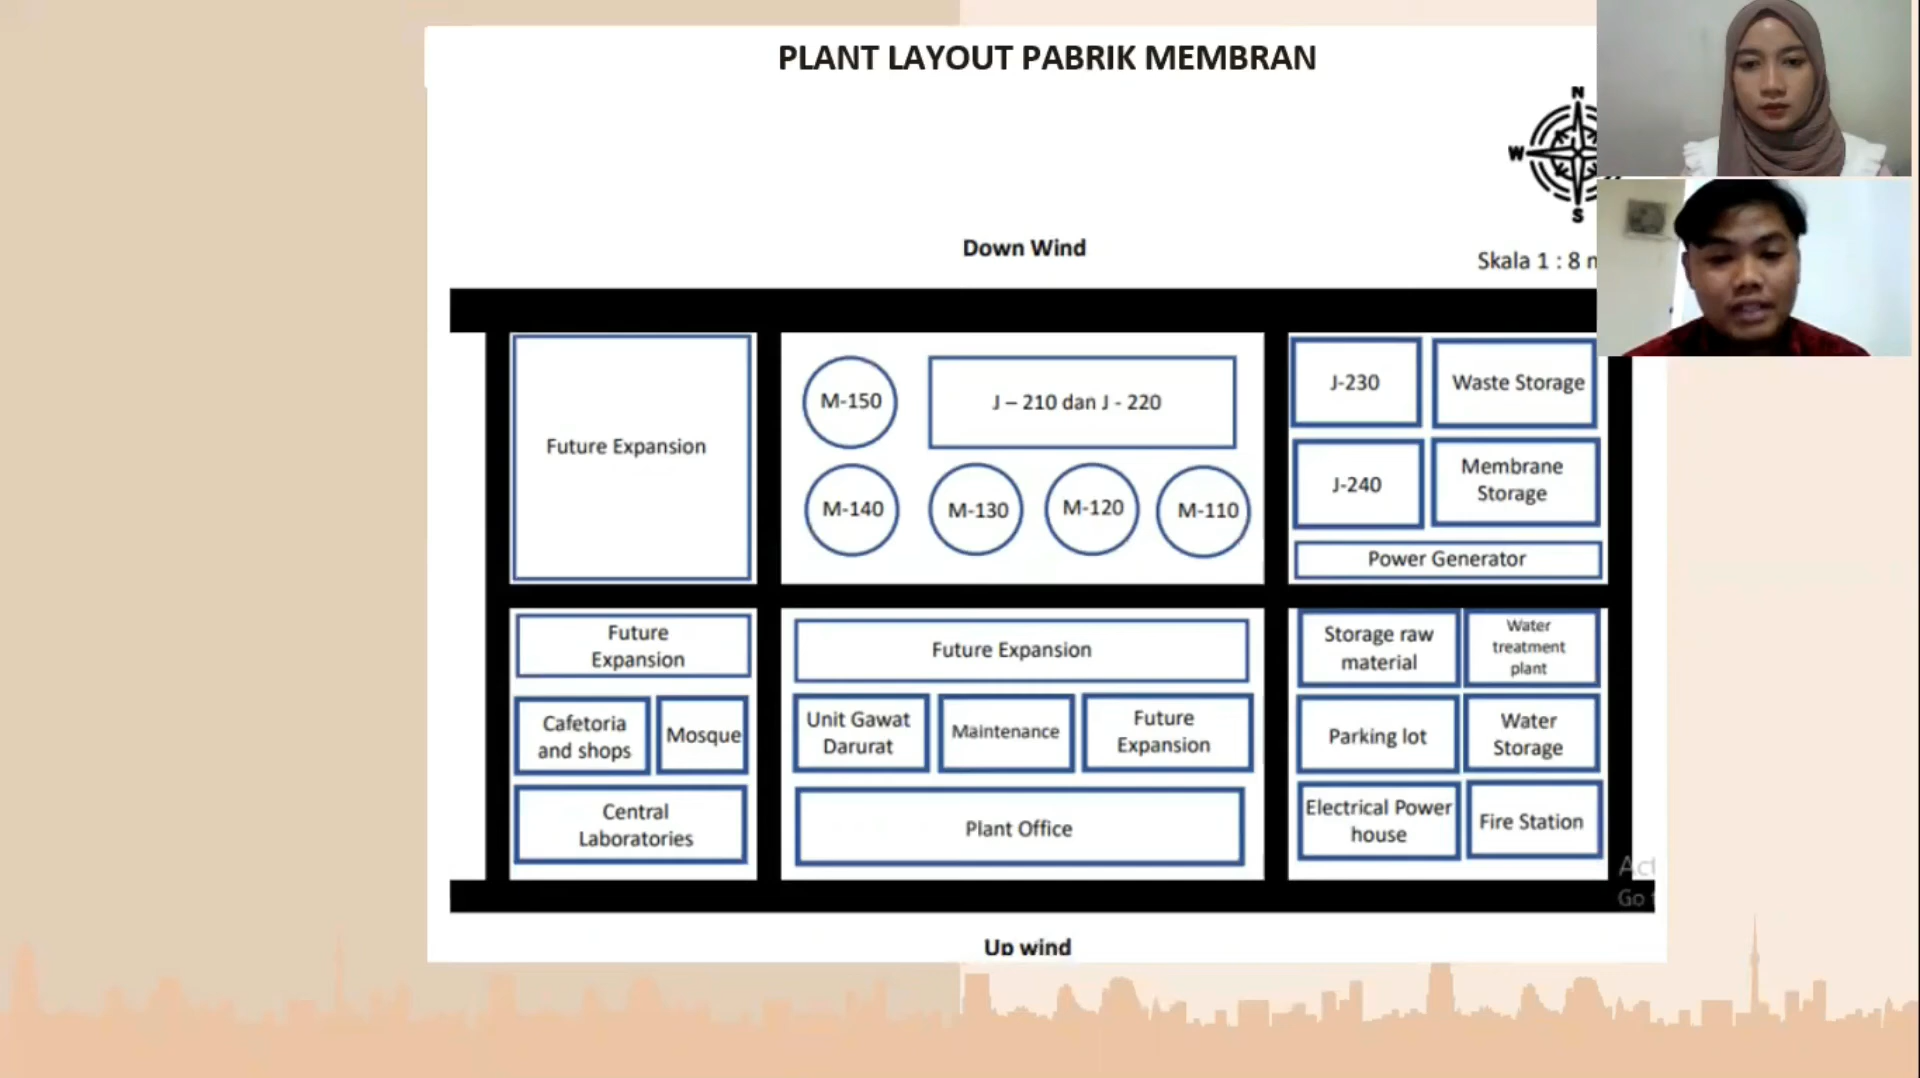 PLANT LAYOUT PABRIK MEMBRAN
N
W
S
Down Wind
Skala 1 : 8
Future Expansion
M-150
J – 210 dan J - 220
M-140
M-130
M-120
M-110
J-230
Waste Storage
J-240
Membrane
Storage
Power Generator
Future
Expansion
Cafetoria
and shops
Mosque
Central
Laboratories
Future Expansion
Unit Gawat
Darurat
Maintenance
Future
Expansion
Plant Office
Storage raw
material
Water
treatment
plant
Parking lot
Water
Storage
Electrical Power
house
Fire Station
Go
Up wind